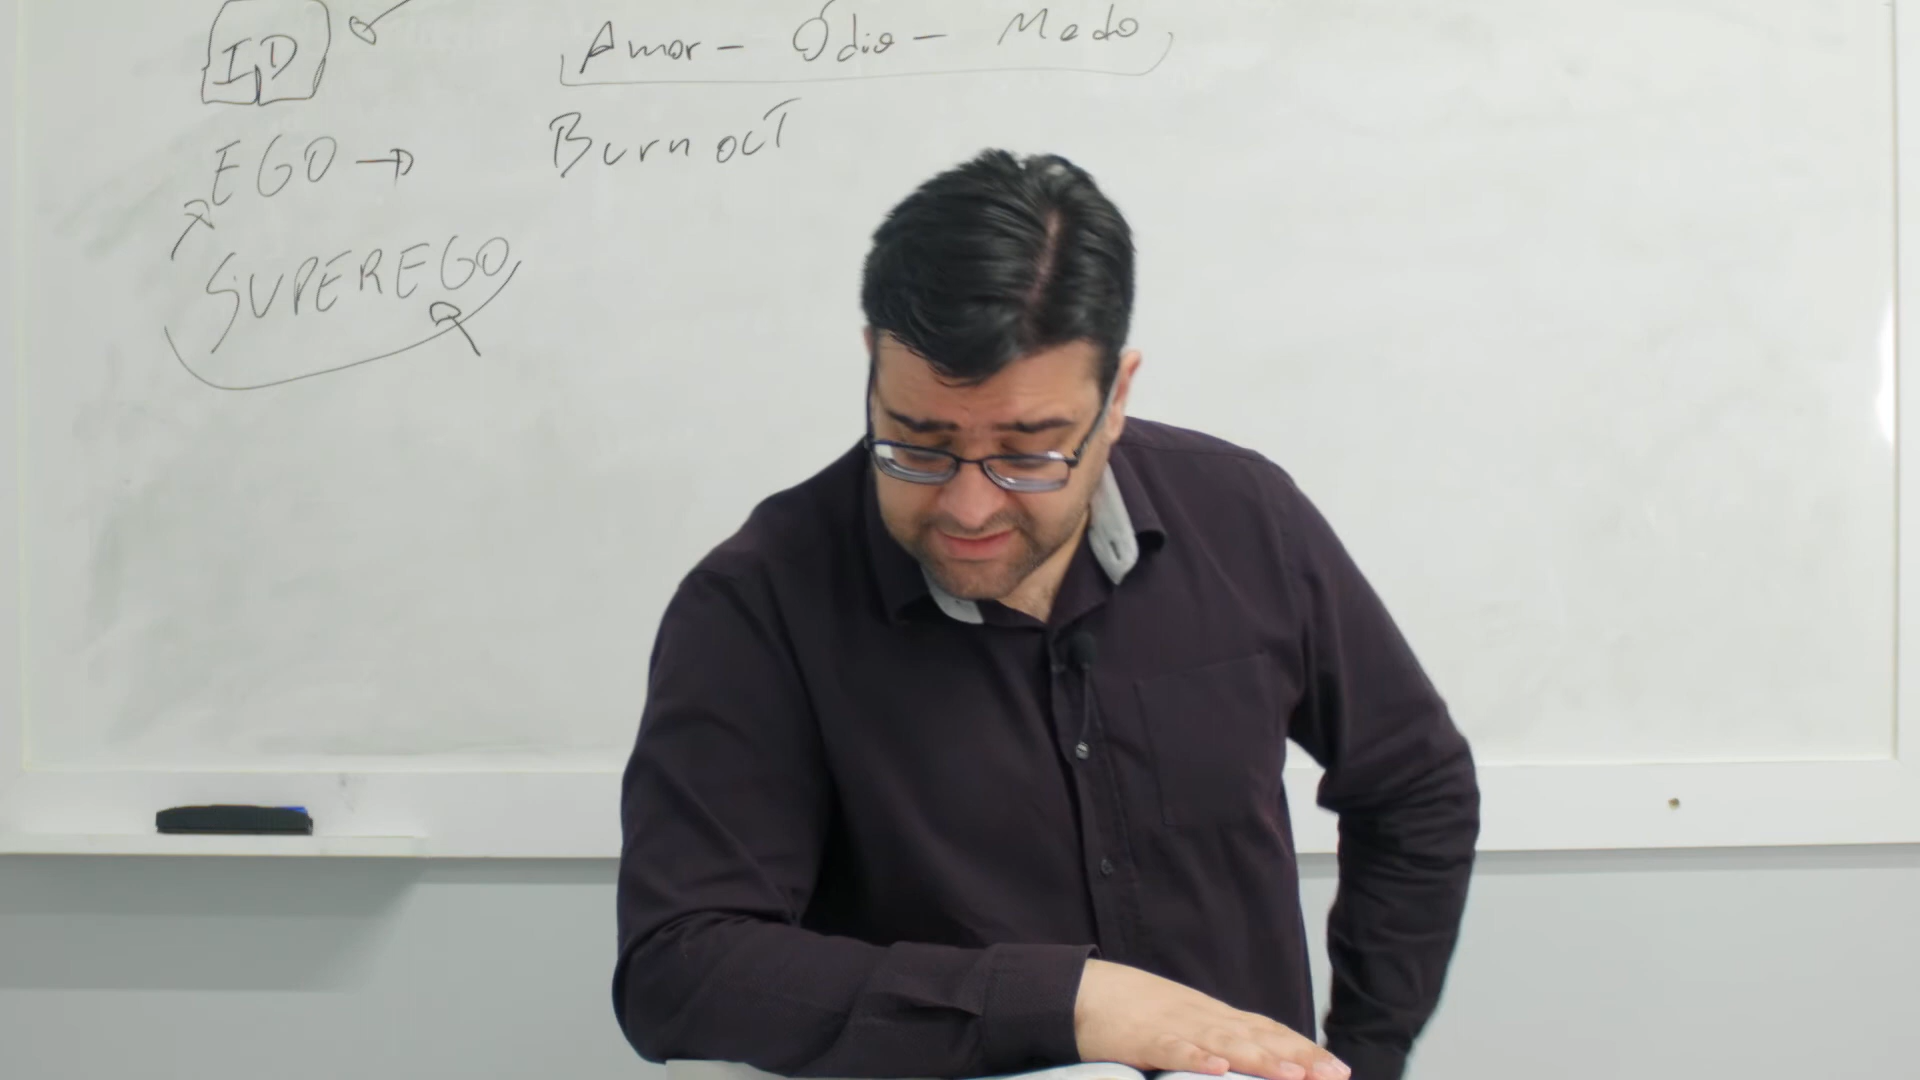 ID
Amor - Ódio - Medo
EGO →
Burnout
SUPEREGO